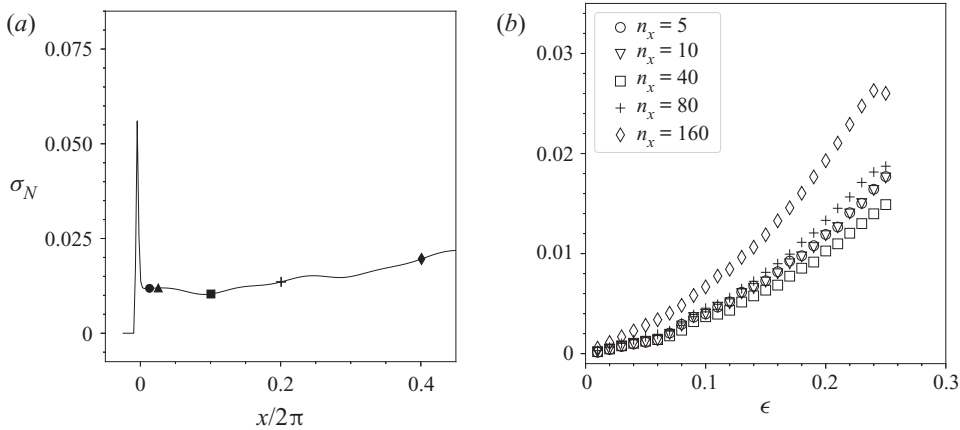 (a)
0.075
0.050
σ_N
0.025
0
0
0.2
0.4
x/2π
(b)
0.03
0.02
0.01
0
n_x = 5
n_x = 10
n_x = 40
n_x = 80
n_x = 160
0
0.1
0.2
0.3
ϵ